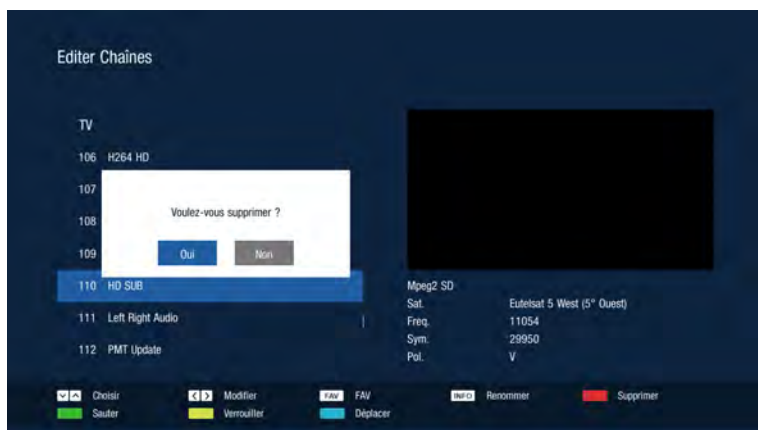 Editer Chaînes
TV
106 H264 HD
107
Voulez-vous supprimer ?
108
109 Oui Non
110 HD SUB
Mpeg2 SD
Sat. Eutelsat 5 West (5° Ouest)
111 Left Right Audio
Freq. 11054
Sym. 29950
112 PMT Update
Pol. V
Choisir Modifier FAV FAV INFO Renommer Supprimer
Sauter Verrouiller Déplacer